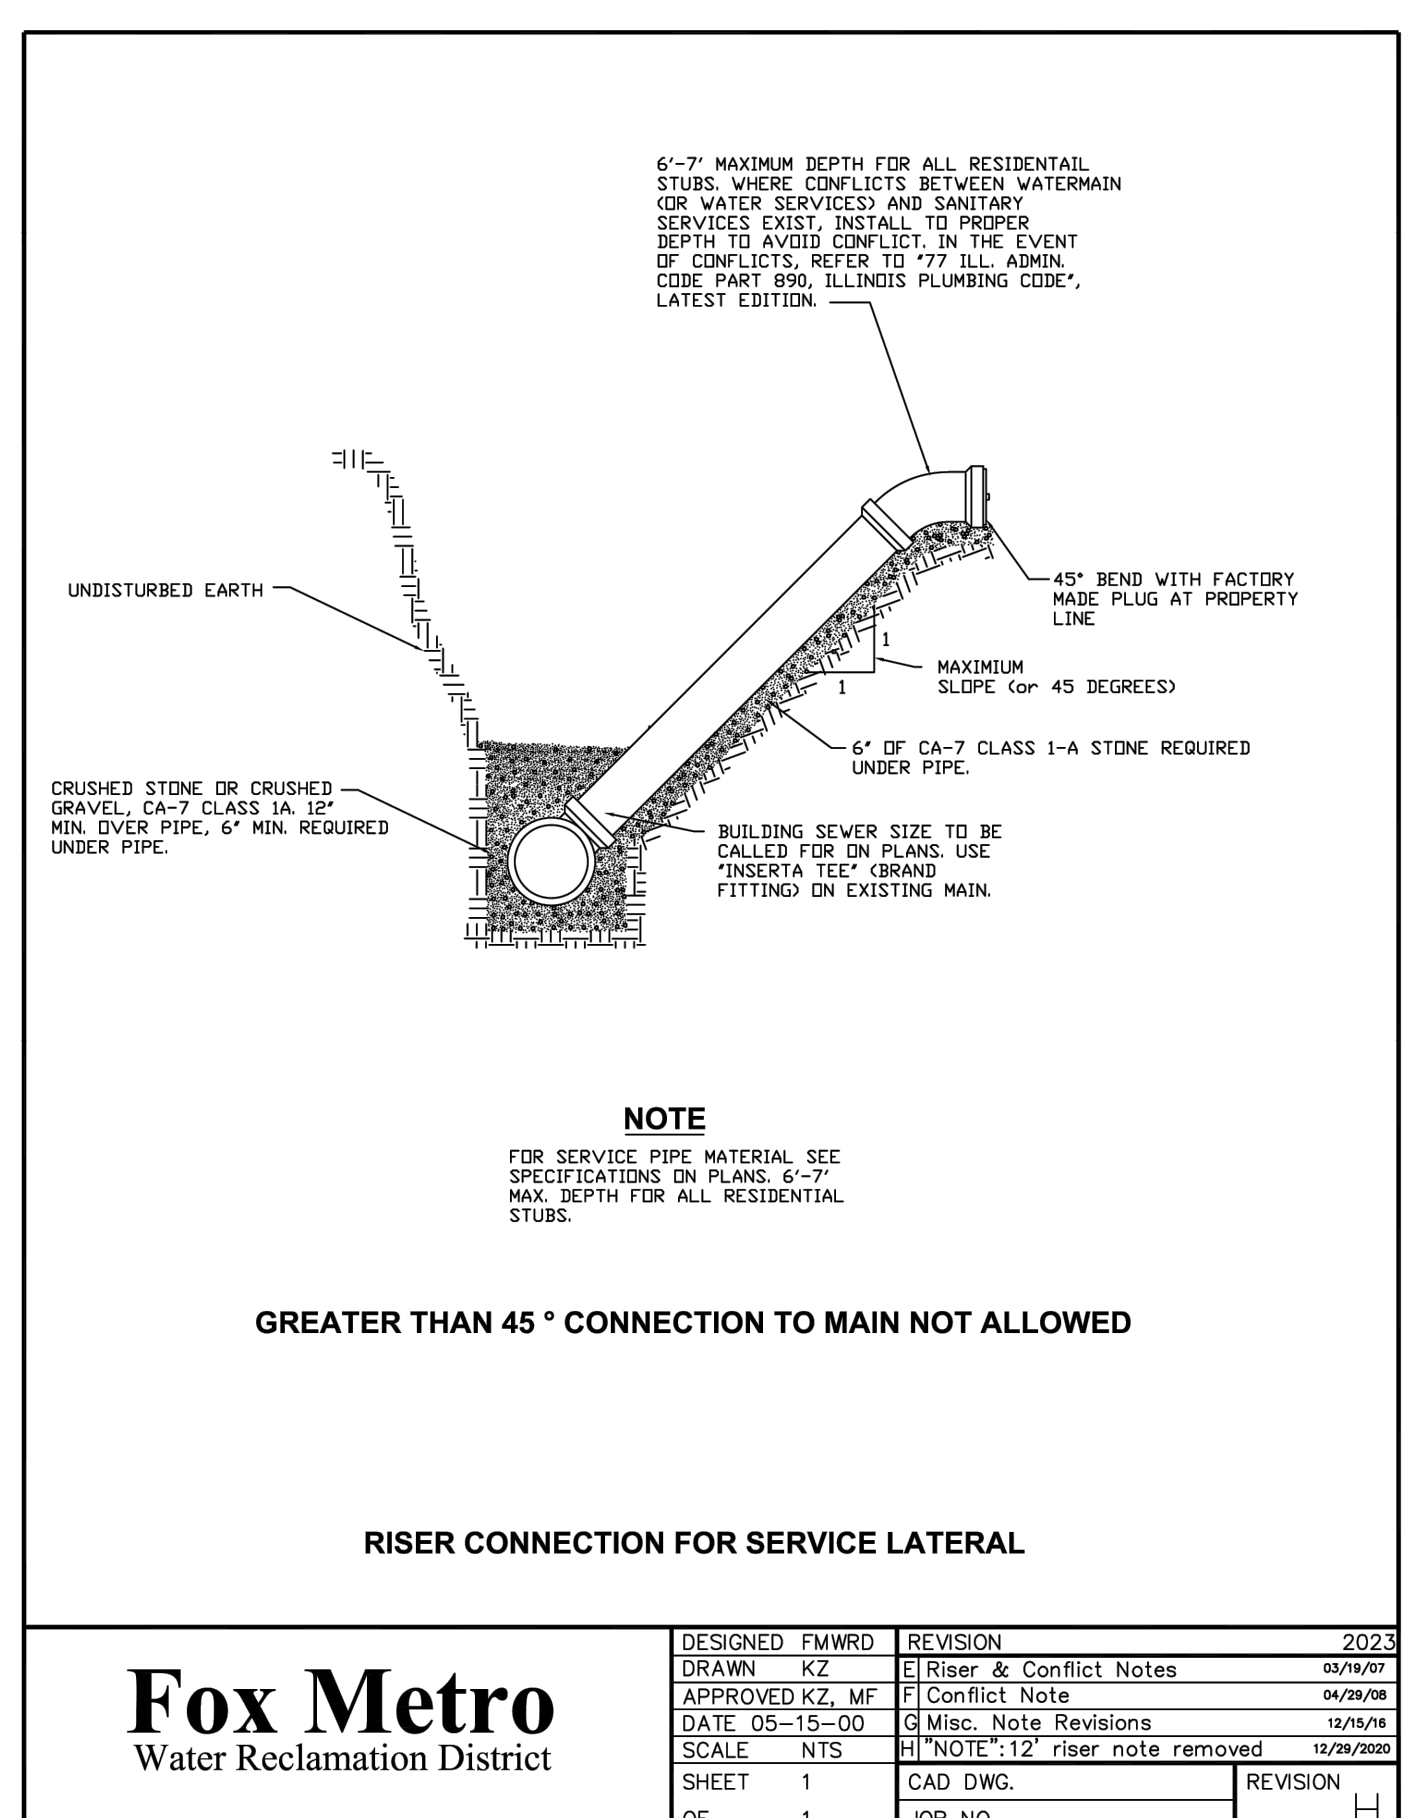 6'-7' MAXIMUM DEPTH FOR ALL RESIDENTAIL
STUBS. WHERE CONFLICTS BETWEEN WATERMAIN
(OR WATER SERVICES) AND SANITARY
SERVICES EXIST, INSTALL TO PROPER
DEPTH TO AVOID CONFLICT. IN THE EVENT
OF CONFLICTS, REFER TO "77 ILL. ADMIN.
CODE PART 890, ILLINOIS PLUMBING CODE",
LATEST EDITION.
UNDISTURBED EARTH
45° BEND WITH FACTORY
MADE PLUG AT PROPERTY
LINE
1
1
MAXIMIUM
SLOPE (or 45 DEGREES)
6" OF CA-7 CLASS 1-A STONE REQUIRED
UNDER PIPE.
CRUSHED STONE OR CRUSHED
GRAVEL, CA-7 CLASS 1A. 12"
MIN. OVER PIPE, 6" MIN. REQUIRED
UNDER PIPE.
BUILDING SEWER SIZE TO BE
CALLED FOR ON PLANS. USE
"INSERTA TEE" (BRAND
FITTING) ON EXISTING MAIN.
NOTE
FOR SERVICE PIPE MATERIAL SEE
SPECIFICATIONS ON PLANS. 6'-7'
MAX. DEPTH FOR ALL RESIDENTIAL
STUBS.
GREATER THAN 45 ° CONNECTION TO MAIN NOT ALLOWED
RISER CONNECTION FOR SERVICE LATERAL
Fox Metro
Water Reclamation District
DESIGNED FMWRD
DRAWN KZ
APPROVED KZ, MF
DATE 05-15-00
SCALE NTS
SHEET 1
OF 1
REVISION 2023
E Riser & Conflict Notes 03/19/07
F Conflict Note 04/29/08
G Misc. Note Revisions 12/15/16
H "NOTE":12' riser note removed 12/29/2020
CAD DWG.
JOB NO.
REVISION
H